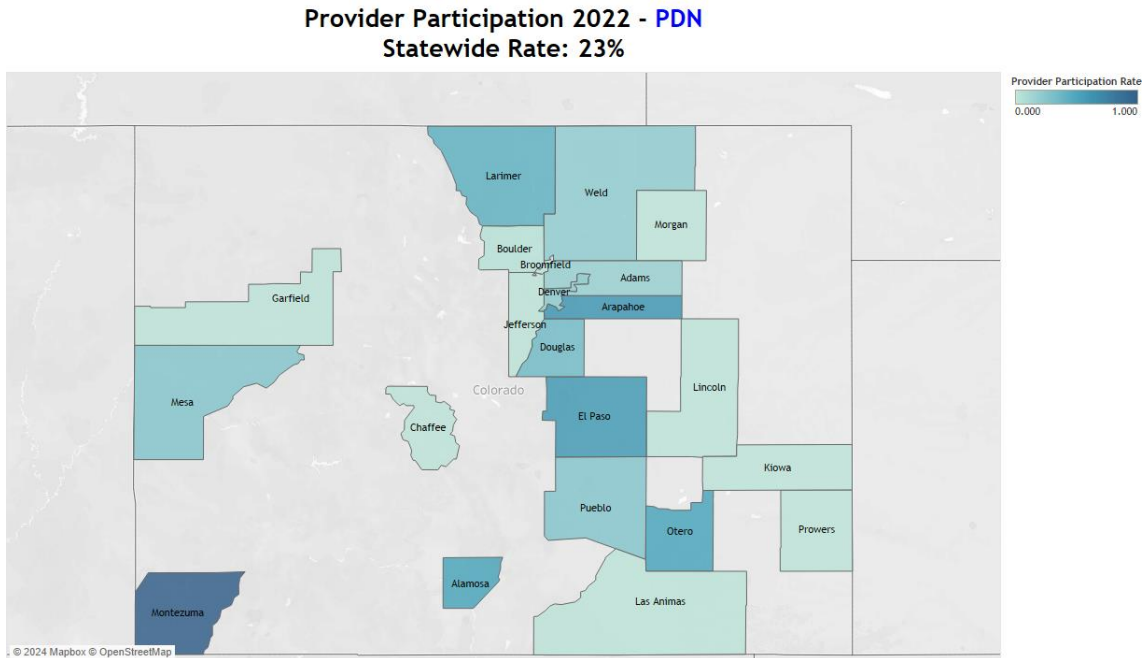 Provider Participation 2022 - PDN
Statewide Rate: 23%
Provider Participation Rate
0.000 1.000
Larimer
Weld
Morgan
Boulder
Broomfield
Adams
Denver
Garfield
Arapahoe
Jefferson
Douglas
Lincoln
Colorado
Mesa
El Paso
Chaffee
Kiowa
Pueblo
Otero
Prowers
Alamosa
Las Animas
Montezuma
© 2024 Mapbox © OpenStreetMap